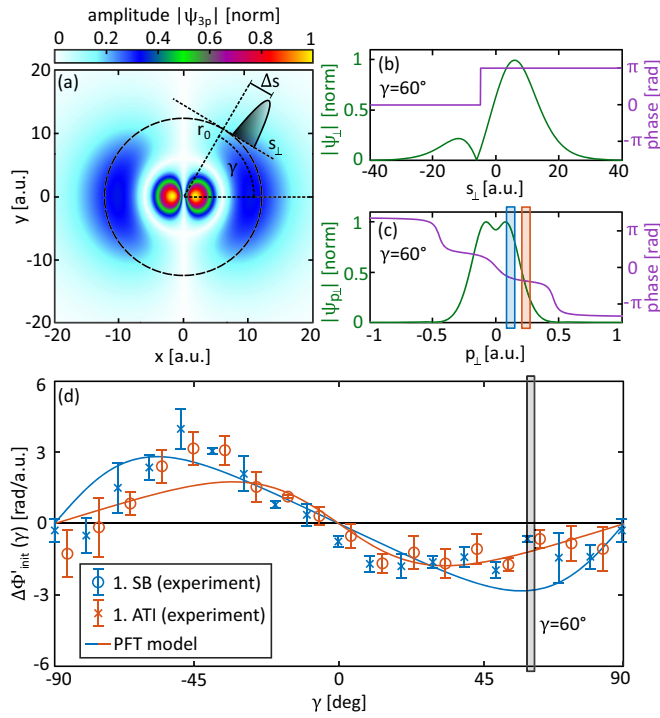 amplitude |ψ3p| [norm]
0 0.2 0.4 0.6 0.8 1
(a)
Δs
r0
s⊥
γ
20
10
0
-10
-20
y [a.u.]
-20 -10 0 10 20
x [a.u.]
(b)
γ=60°
1
0.5
0
|ψ⊥| [norm]
π
0
-π
phase [rad]
-40 -20 0 20 40
s⊥ [a.u.]
(c)
γ=60°
1
0.5
0
|ψp⊥| [norm]
π
0
-π
phase [rad]
-1 -0.5 0 0.5 1
p⊥ [a.u.]
(d)
6
3
0
-3
-6
ΔΦ'init (γ) [rad/a.u.]
1. SB (experiment)
1. ATI (experiment)
PFT model
γ=60°
-90 -45 0 45 90
γ [deg]